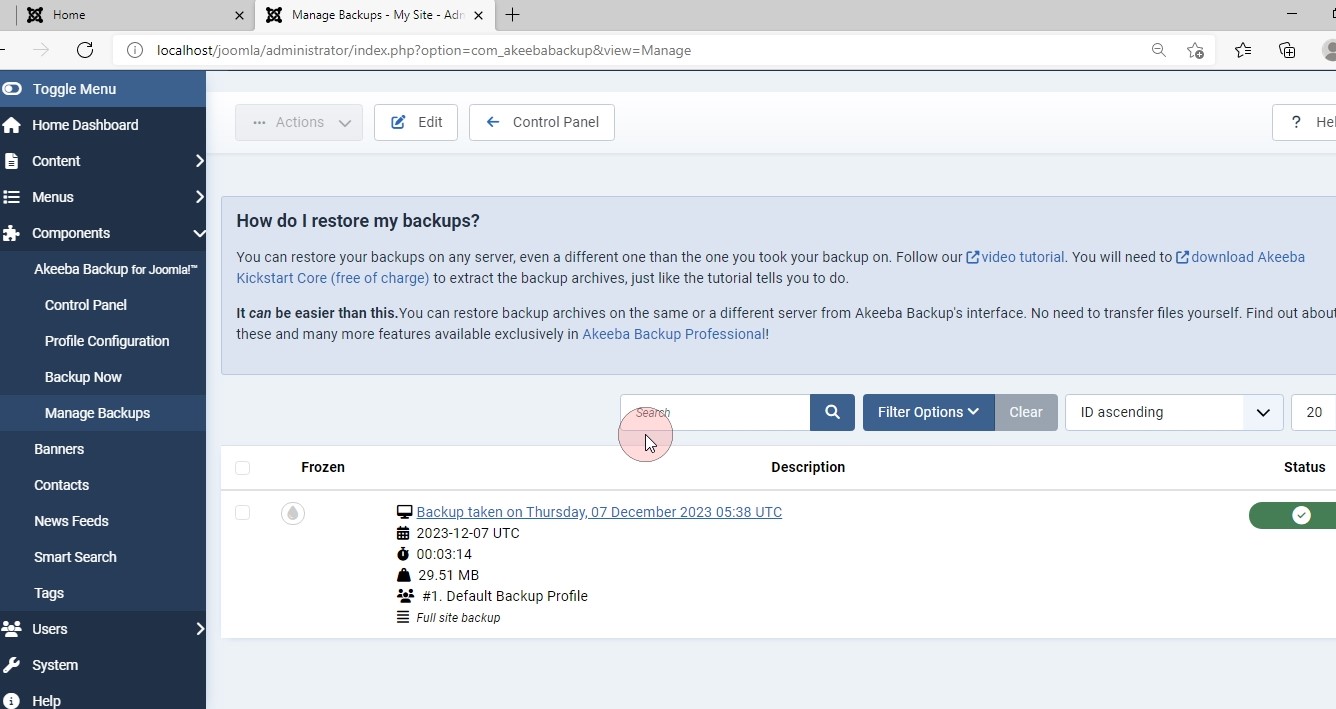 Home
Manage Backups - My Site - Adn
localhost/joomla/administrator/index.php?option=com_akeebabackup&view=Manage
Toggle Menu
Home Dashboard
Content
Menus
Components
Akeeba Backup for Joomla!™
Control Panel
Profile Configuration
Backup Now
Manage Backups
Banners
Contacts
News Feeds
Smart Search
Tags
Users
System
Help
Actions
Edit
Control Panel
? Hel
How do I restore my backups?
You can restore your backups on any server, even a different one than the one you took your backup on. Follow our video tutorial. You will need to download Akeeba
Kickstart Core (free of charge) to extract the backup archives, just like the tutorial tells you to do.
It can be easier than this.You can restore backup archives on the same or a different server from Akeeba Backup's interface. No need to transfer files yourself. Find out about
these and many more features available exclusively in Akeeba Backup Professional!
Search
Filter Options
Clear
ID ascending
20
Frozen
Description
Status
Backup taken on Thursday, 07 December 2023 05:38 UTC
2023-12-07 UTC
00:03:14
29.51 MB
#1. Default Backup Profile
Full site backup